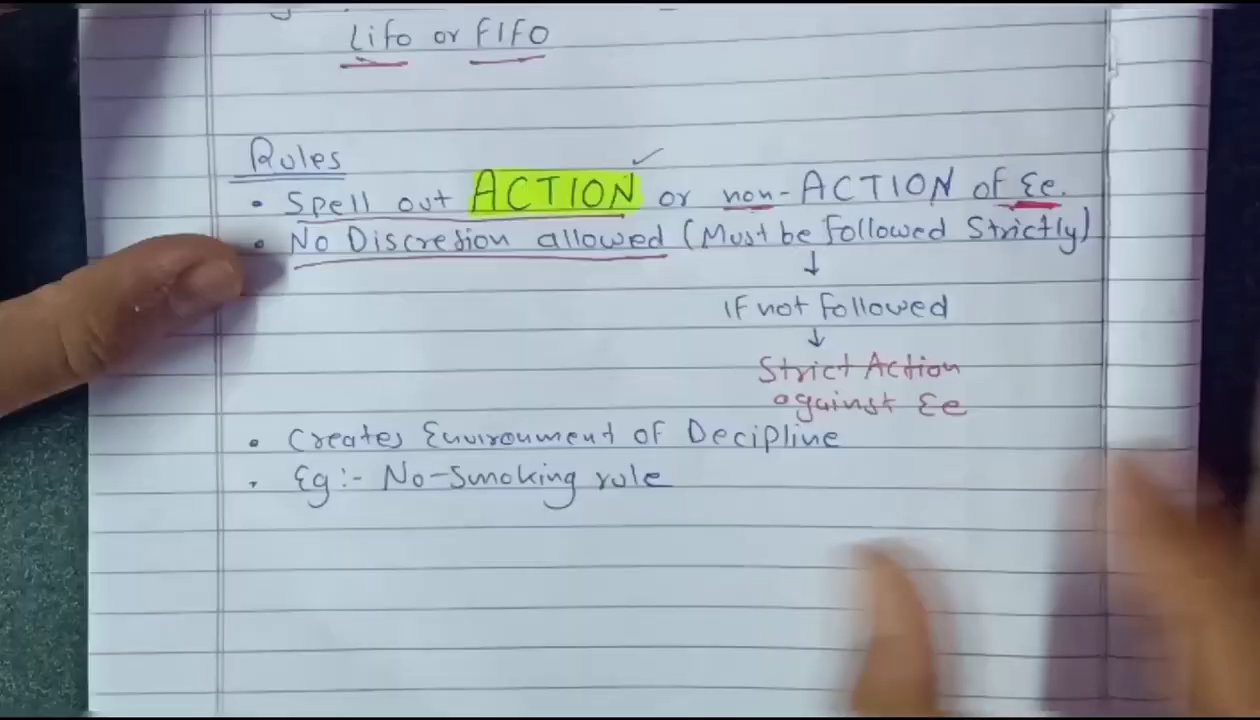 Lifo or FIFO
Rules
• Spell out ACTION or non-ACTION of Ee.
• No Discretion allowed (Must be Followed Strictly)
↓
If not Followed
↓
Strict Action
against Ee
• Creates Environment of Decipline
• Eg:- No-Smoking rule